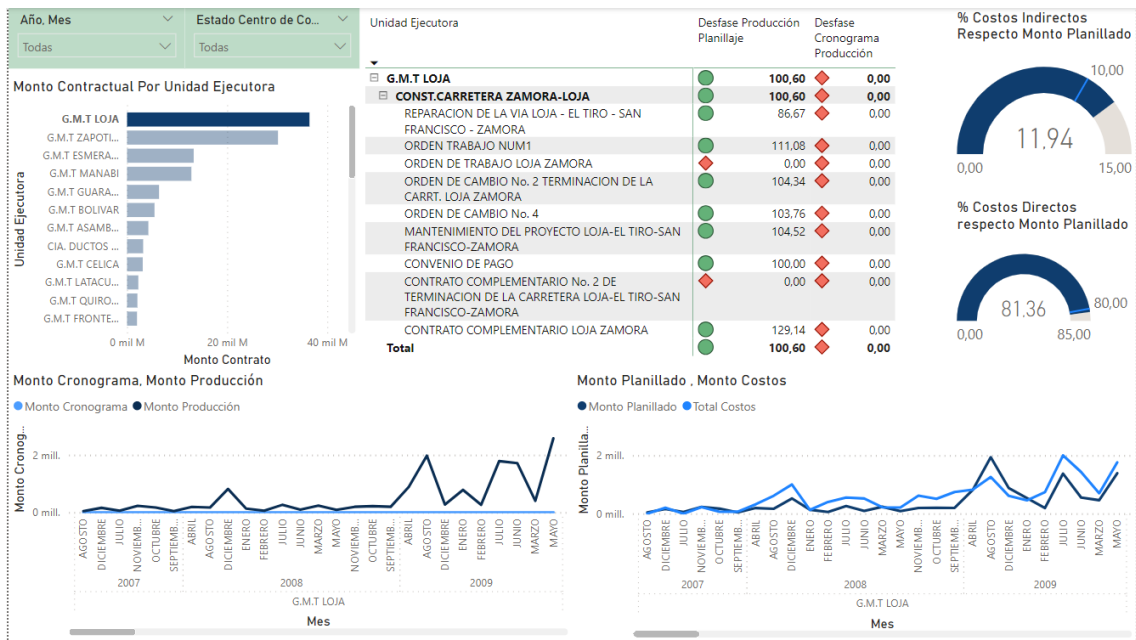 Año, Mes
Todas
Estado Centro de Co...
Todas
Monto Contractual Por Unidad Ejecutora
Unidad Ejecutora
G.M.T LOJA
G.M.T ZAPOTI...
G.M.T ESMERA...
G.M.T MANABI
G.M.T GUARA...
G.M.T BOLIVAR
G.M.T ASAMB...
CIA. DUCTOS ...
G.M.T CELICA
G.M.T LATACU...
G.M.T QUIRO...
G.M.T FRONTE...
0 mil M 20 mil M 40 mil M
Monto Contrato
Unidad Ejecutora Desfase Producción Desfase
Planillaje Cronograma
Producción
G.M.T LOJA 100,60 0,00
CONST.CARRETERA ZAMORA-LOJA 100,60 0,00
REPARACION DE LA VIA LOJA - EL TIRO - SAN 86,67 0,00
FRANCISCO - ZAMORA
ORDEN TRABAJO NUM1 111,08 0,00
ORDEN DE TRABAJO LOJA ZAMORA 0,00 0,00
ORDEN DE CAMBIO No. 2 TERMINACION DE LA 104,34 0,00
CARRT. LOJA ZAMORA
ORDEN DE CAMBIO No. 4 103,76 0,00
MANTENIMIENTO DEL PROYECTO LOJA-EL TIRO-SAN 104,52 0,00
FRANCISCO-ZAMORA
CONVENIO DE PAGO 100,00 0,00
CONTRATO COMPLEMENTARIO No. 2 DE 0,00 0,00
TERMINACION DE LA CARRETERA LOJA-EL TIRO-SAN
FRANCISCO-ZAMORA
CONTRATO COMPLEMENTARIO LOJA ZAMORA 129,14 0,00
Total 100,60 0,00
% Costos Indirectos
Respecto Monto Planillado
10,00
11,94
0,00 15,00
% Costos Directos
respecto Monto Planillado
80,00
81,36
0,00 85,00
Monto Cronograma, Monto Producción
Monto Cronograma Monto Producción
Monto Cronog...
2 mill.
0 mill.
AGOSTO DICIEMBRE JULIO NOVIEMB... OCTUBRE SEPTIEMB... ABRIL AGOSTO DICIEMBRE ENERO FEBRERO JULIO JUNIO MARZO MAYO NOVIEMB... OCTUBRE SEPTIEMB... ABRIL AGOSTO DICIEMBRE ENERO FEBRERO JULIO JUNIO MARZO MAYO
2007 2008 2009
G.M.T LOJA
Mes
Monto Planillado , Monto Costos
Monto Planillado Total Costos
Monto Planilla...
2 mill.
0 mill.
AGOSTO DICIEMBRE JULIO NOVIEMB... OCTUBRE SEPTIEMB... ABRIL AGOSTO DICIEMBRE ENERO FEBRERO JULIO JUNIO MARZO MAYO NOVIEMB... OCTUBRE SEPTIEMB... ABRIL AGOSTO DICIEMBRE ENERO FEBRERO JULIO JUNIO MARZO MAYO
2007 2008 2009
G.M.T LOJA
Mes